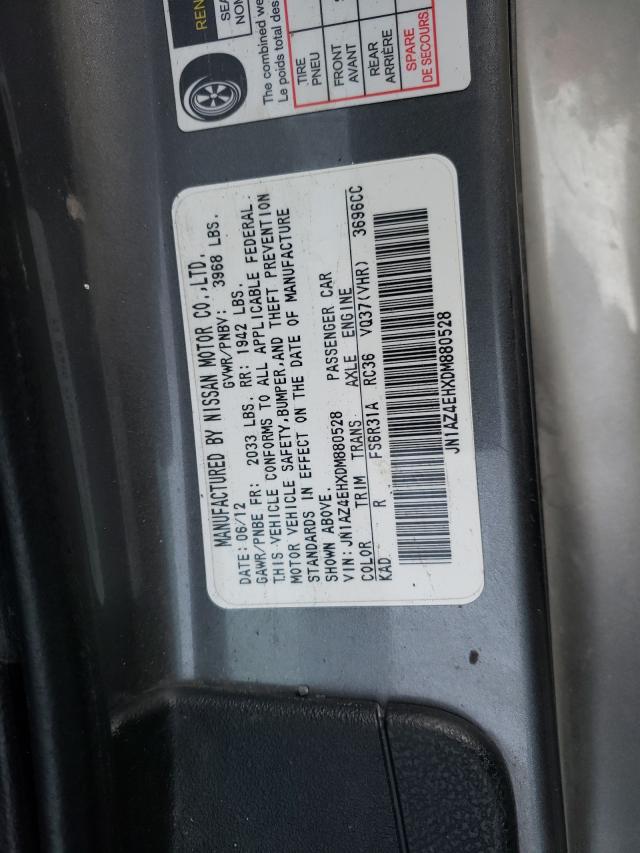 REN
SEA
NOM
The combined we
Le poids total des
TIRE
PNEU
FRONT
AVANT
REAR
ARRIÈRE
SPARE
DE SECOURS
MANUFACTURED BY NISSAN MOTOR CO.,LTD.
DATE: 06/12 GVWR/PNBV: 3968 LBS.
GAWR/PNBE FR: 2033 LBS. RR: 1942 LBS.
THIS VEHICLE CONFORMS TO ALL APPLICABLE FEDERAL
MOTOR VEHICLE SAFETY,BUMPER,AND THEFT PREVENTION
STANDARDS IN EFFECT ON THE DATE OF MANUFACTURE
SHOWN ABOVE.
VIN: JN1AZ4EHXDM880528 PASSENGER CAR
COLOR TRIM TRANS AXLE ENGINE
KAD R FS6R31A RC36 VQ37(VHR) 3696CC
JN1AZ4EHXDM880528